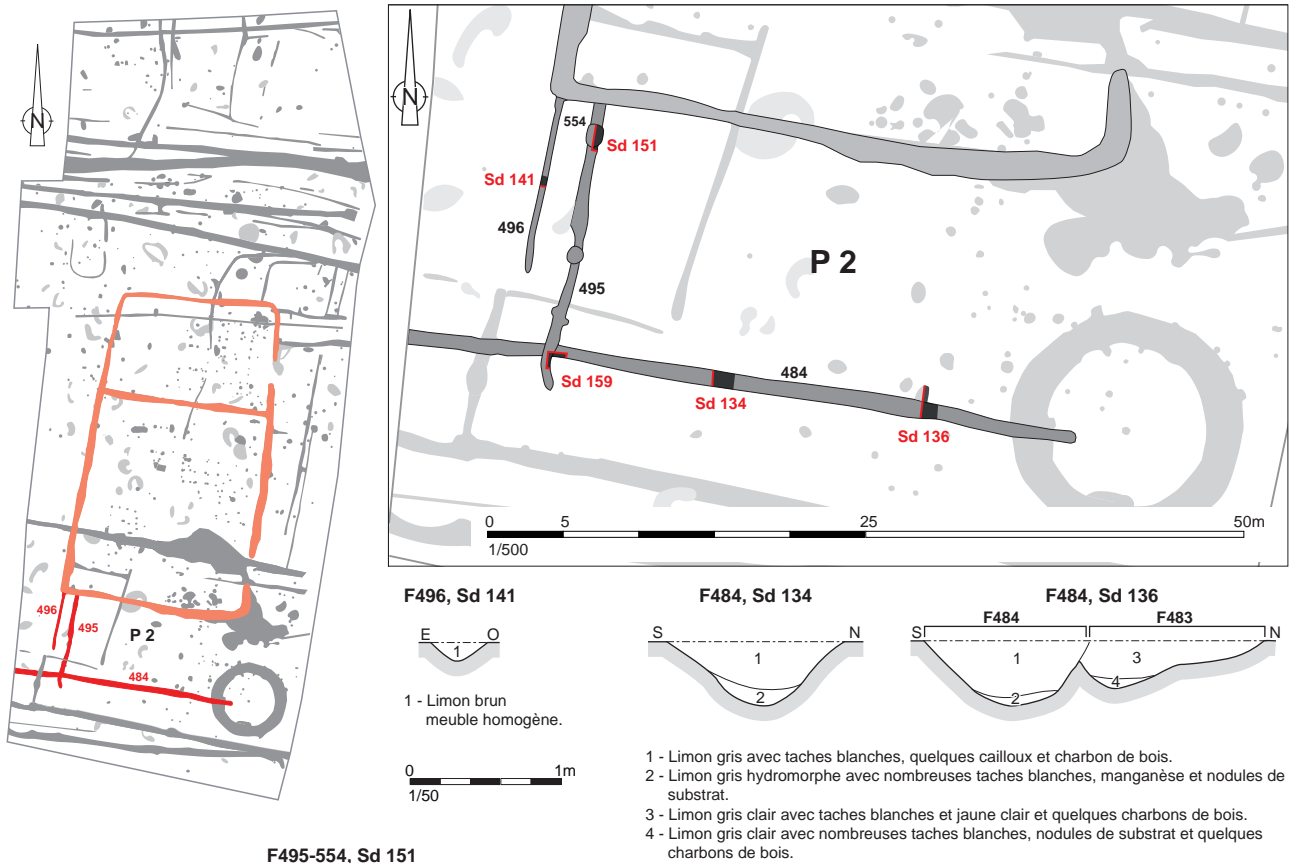 N
496
495
P 2
484
N
554
Sd 151
Sd 141
496
P 2
495
484
Sd 159
Sd 134
Sd 136
0 5 25 50m
1/500
F496, Sd 141
E O
1
1 - Limon brun
meuble homogène.
0 1m
1/50
F484, Sd 134
S N
1
2
F484, Sd 136
F484 F483
S N
1 3
2 4
1 - Limon gris avec taches blanches, quelques cailloux et charbon de bois.
2 - Limon gris hydromorphe avec nombreuses taches blanches, manganèse et nodules de
substrat.
3 - Limon gris clair avec taches blanches et jaune clair et quelques charbons de bois.
4 - Limon gris clair avec nombreuses taches blanches, nodules de substrat et quelques
charbons de bois.
F495-554, Sd 151